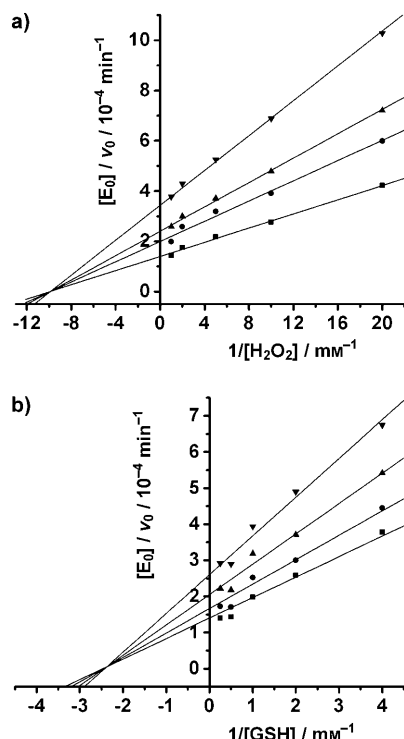 a)
[E₀] / v₀ / 10⁻⁴ min⁻¹
10
8
6
4
2
0
-12 -8 -4 0 4 8 12 16 20
1/[H₂O₂] / mM⁻¹
b)
[E₀] / v₀ / 10⁻⁴ min⁻¹
7
6
5
4
3
2
1
0
-4 -3 -2 -1 0 1 2 3 4
1/[GSH] / mM⁻¹